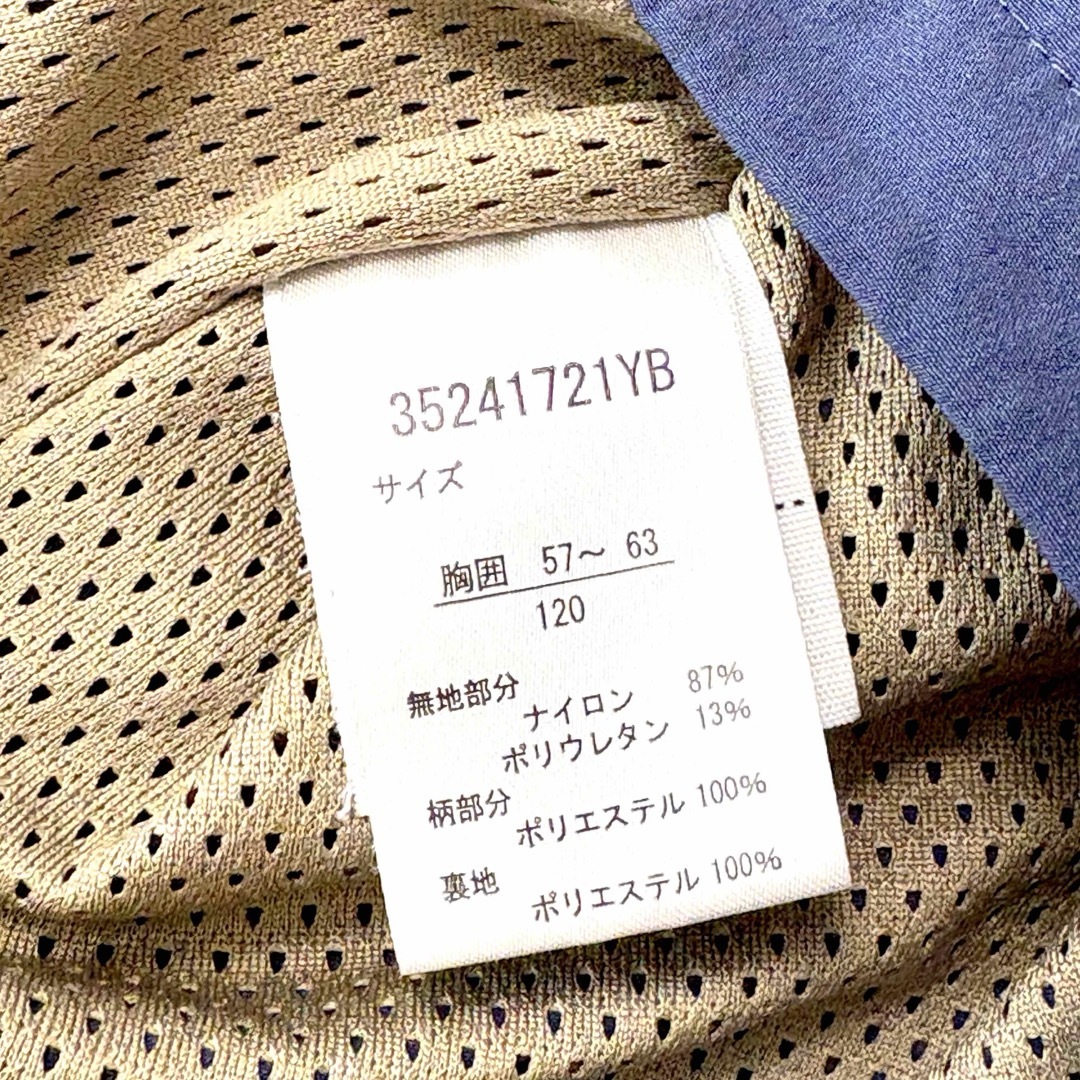 35241721YB
サイズ
胸囲 57～ 63
120
無地部分
ナイロン 87%
ポリウレタン 13%
柄部分
ポリエステル 100%
裏地
ポリエステル 100%